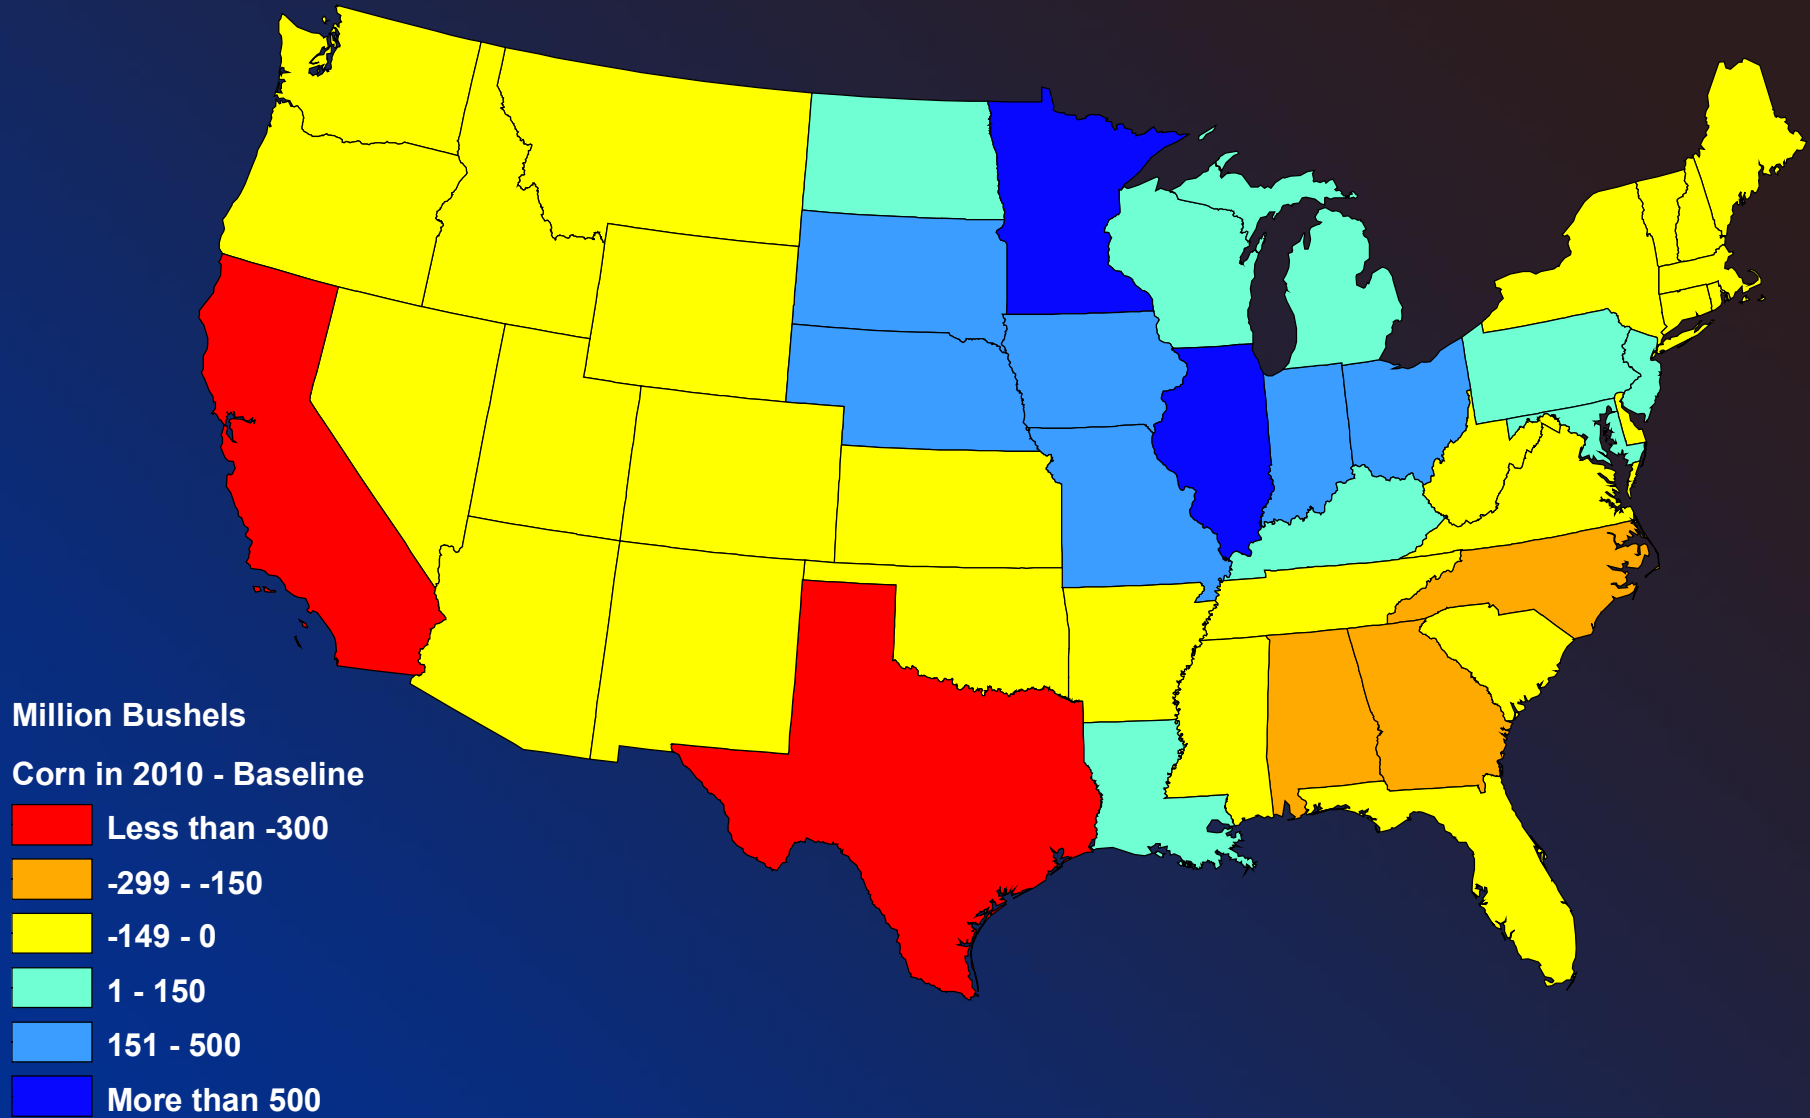 Million Bushels
Corn in 2010 - Baseline
Less than -300
-299 - -150
-149 - 0
1 - 150
151 - 500
More than 500